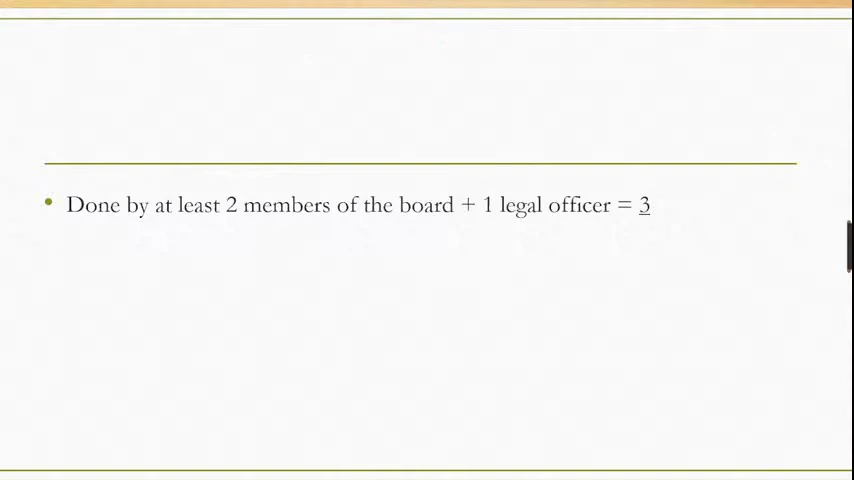 • Done by at least 2 members of the board + 1 legal officer = 3